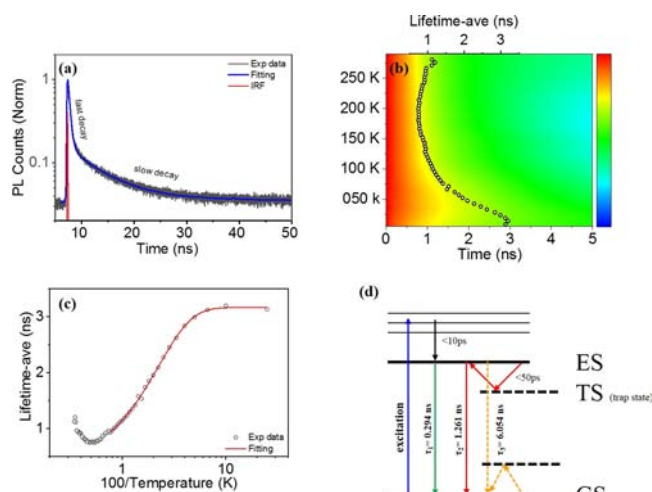 (a)
Exp data
Fitting
IRF
fast decay
slow decay
1
0.1
PL Counts (Norm)
10 20 30 40 50
Time (ns)
Lifetime-ave (ns)
1 2 3
(b)
250 K
200 K
150 K
100 K
050 k
0 1 2 3 4 5
Time (ns)
(c)
3
2
1
Lifetime-ave (ns)
Exp data
Fitting
1 10
100/Temperature (K)
(d)
<10ps
ES
<50ps
TS (trap state)
excitation
τ₁= 0.294 ns
τ₂= 1.261 ns
τ₃= 6.054 ns